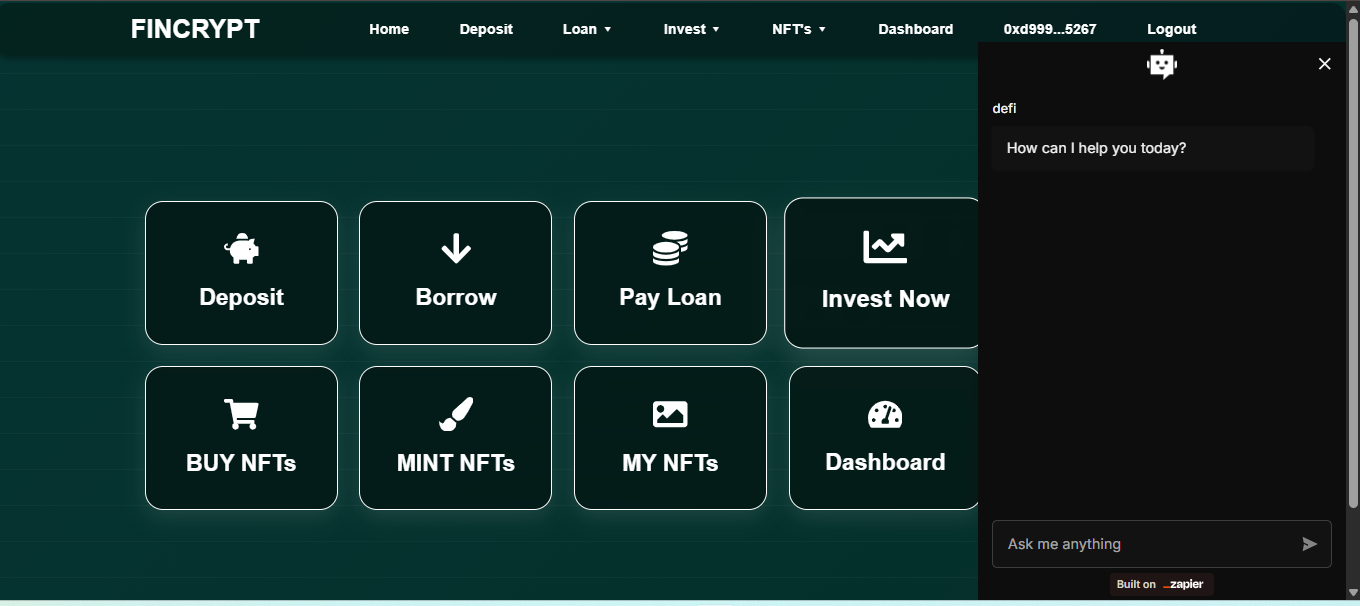 FINCRYPT Home Deposit Loan Invest NFT's Dashboard 0xd999...5267 Logout
defi
How can I help you today?
Deposit Borrow Pay Loan Invest Now
BUY NFTs MINT NFTs MY NFTs Dashboard
Ask me anything
Built on _zapier